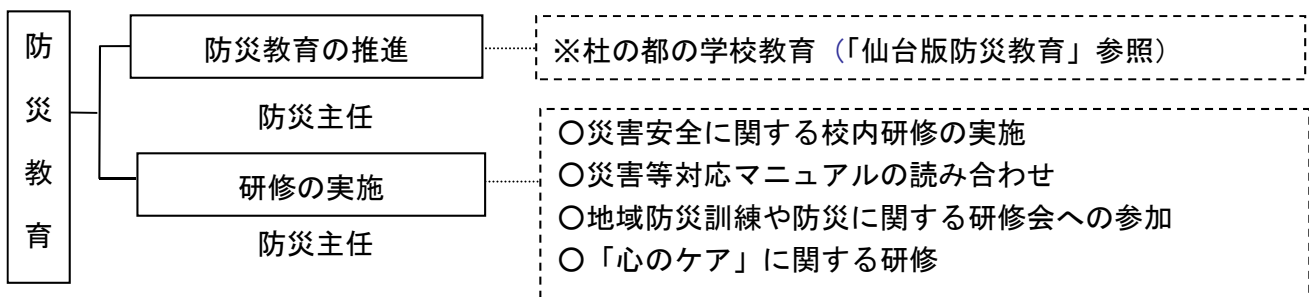 防災教育
防災教育の推進
※杜の都の学校教育（「仙台版防災教育」参照）
防災主任
研修の実施
防災主任
〇災害安全に関する校内研修の実施
〇災害等対応マニュアルの読み合わせ
〇地域防災訓練や防災に関する研修会への参加
〇「心のケア」に関する研修